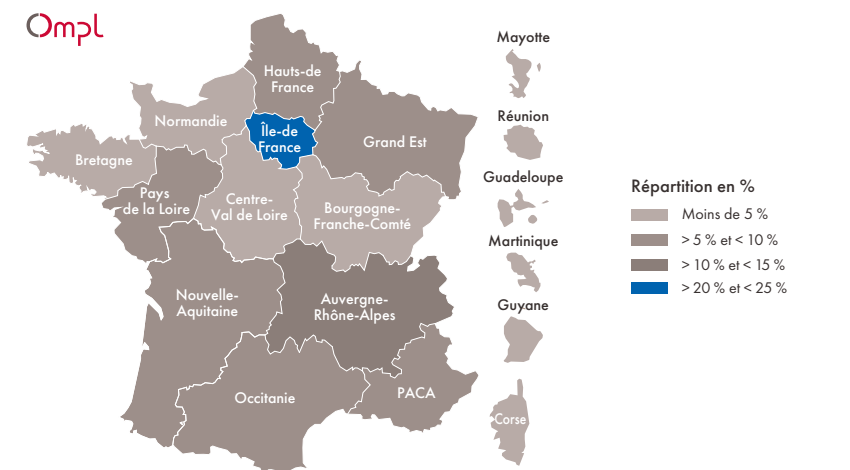 Ompl
Hauts-de
France
Normandie
Île-de
France
Grand Est
Bretagne
Pays
de la Loire
Centre-
Val de Loire
Bourgogne-
Franche-Comté
Nouvelle-
Aquitaine
Auvergne-
Rhône-Alpes
Occitanie
PACA
Mayotte
Réunion
Guadeloupe
Martinique
Guyane
Corse
Répartition en %
Moins de 5 %
> 5 % et < 10 %
> 10 % et < 15 %
> 20 % et < 25 %